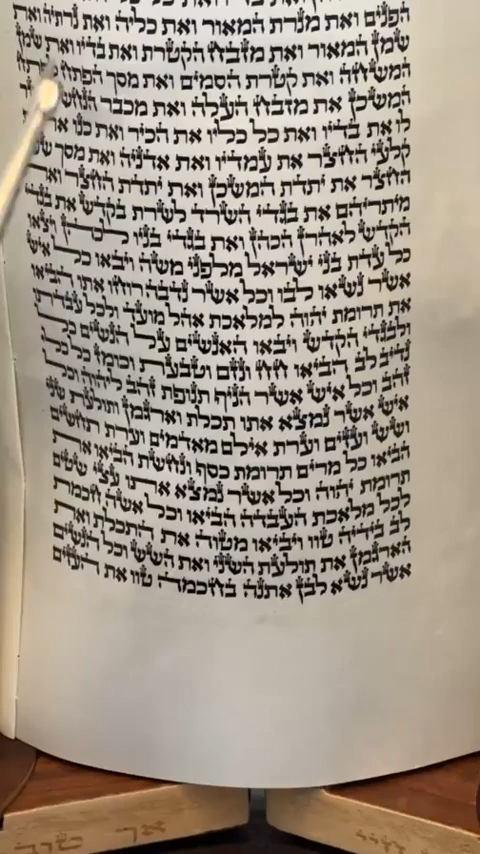 הפנים ואת מנרת המאור ואת כליה ואת נרתיה ואת
שמן המאור ואת מזבח הקטרת ואת בדיו ואת שמן
המשחה ואת קטרת הסמים ואת מסך הפתח
המשכן את מזבח העלה ואת מכבר הנחשת
לו את בדיו ואת כל כליו את הכיר ואת כנו את
קלעי החצר את עמדיו ואת אדניה ואת מסך
החצר את יתדת המשכן ואת יתדת החצר ואת
מיתריהם את בגדי השרד לשרת בקדש את בגדי
הקדש לאהרן הכהן ואת בגדי בניו לכהן ויצאו
כל עדת בני ישראל מלפני משה ויבאו כל איש
אשר נשאו לבו וכל אשר נדבה רוחו אתו הביאו
את תרומת יהוה למלאכת אהל מועד ולכל עבדתו
ולבגדי הקדש ויבאו האנשים על הנשים כל
נדיב לב הביאו חח ונזם וטבעת וכומז כל כלי
זהב וכל איש אשר הניף תנופת זהב ליהוה וכל
איש אשר נמצא אתו תכלת וארגמן ותולעת שני
ושש ועזים וערת אילם מאדמים וערת תחשים
הביאו כל מרים תרומת כסף ונחשת הביאו את
תרומת יהוה וכל אשר נמצא אתו עצי שטים
לכל מלאכת העבדה הביאו וכל אשה חכמת
לב בידיה טוו ויביאו מטוה את התכלת ואת
הארגמן את תולעת השני ואת השש וכל הנשים
אשר נשא לבן אתנה בחכמה טוו את העזים